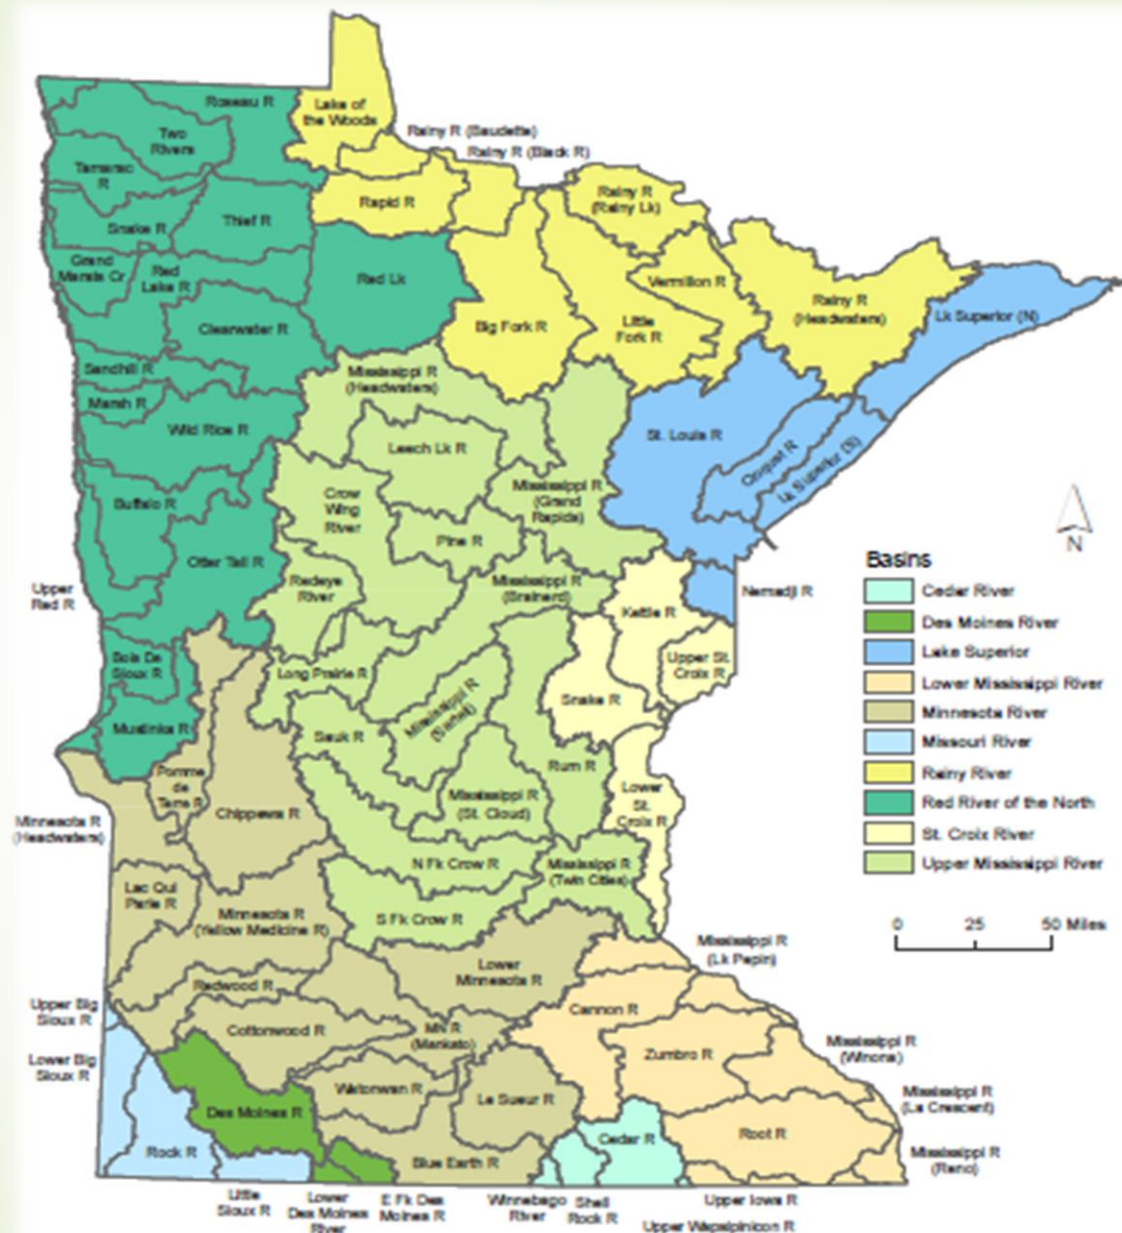 Roseau R
Lake of
the Woods
Two
Rivers
Rainy R (Baudette)
Rainy R (Black R)
Tamarac
R
Rapid R
Rainy R
(Rainy Lk)
Snake R
Thief R
Grand
Marais Cr
Red
Lake R
Red Lk
Vermilion R
Rainy R
(Headwaters)
Lk Superior (N)
Clearwater R
Big Fork R
Little
Fork R
Sandhill R
Mississippi R
(Headwaters)
Marsh R
Wild Rice R
Leech Lk R
St. Louis R
Cloquet R
Lk Superior (S)
Buffalo R
Crow
Wing
River
Mississippi R
(Grand
Rapids)
Pine R
N
Otter Tail R
Upper
Red R
Redeye
River
Mississippi R
(Brainerd)
Kettle R
Nemadji R
Bois De
Sioux R
Long Prairie R
Upper St.
Croix R
Mustinka R
Mississippi R
(Sartell)
Snake R
Sauk R
Rum R
Pomme
de
Terre R
Chippewa R
Mississippi R
(St. Cloud)
Lower
St.
Croix R
Minnesota R
(Headwaters)
N Fk Crow R
Mississippi R
(Twin Cities)
Lac Qui
Parle R
Minnesota R
(Yellow Medicine R)
S Fk Crow R
Mississippi R
(Lk Pepin)
Redwood R
Lower
Minnesota R
Upper Big
Sioux R
Cannon R
Cottonwood R
MN R
(Mankato)
Mississippi R
(Winona)
Lower Big
Sioux R
Zumbro R
Watonwan R
Le Sueur R
Mississippi R
(La Crescent)
Des Moines R
Rock R
Cedar R
Root R
Blue Earth R
Mississippi R
(Reno)
Little
Sioux R
Lower
Des Moines
River
E Fk Des
Moines R
Winnebago
River
Shell
Rock R
Upper Iowa R
Upper Wapsipinicon R
Basins
Cedar River
Des Moines River
Lake Superior
Lower Mississippi River
Minnesota River
Missouri River
Rainy River
Red River of the North
St. Croix River
Upper Mississippi River
0 25 50 Miles